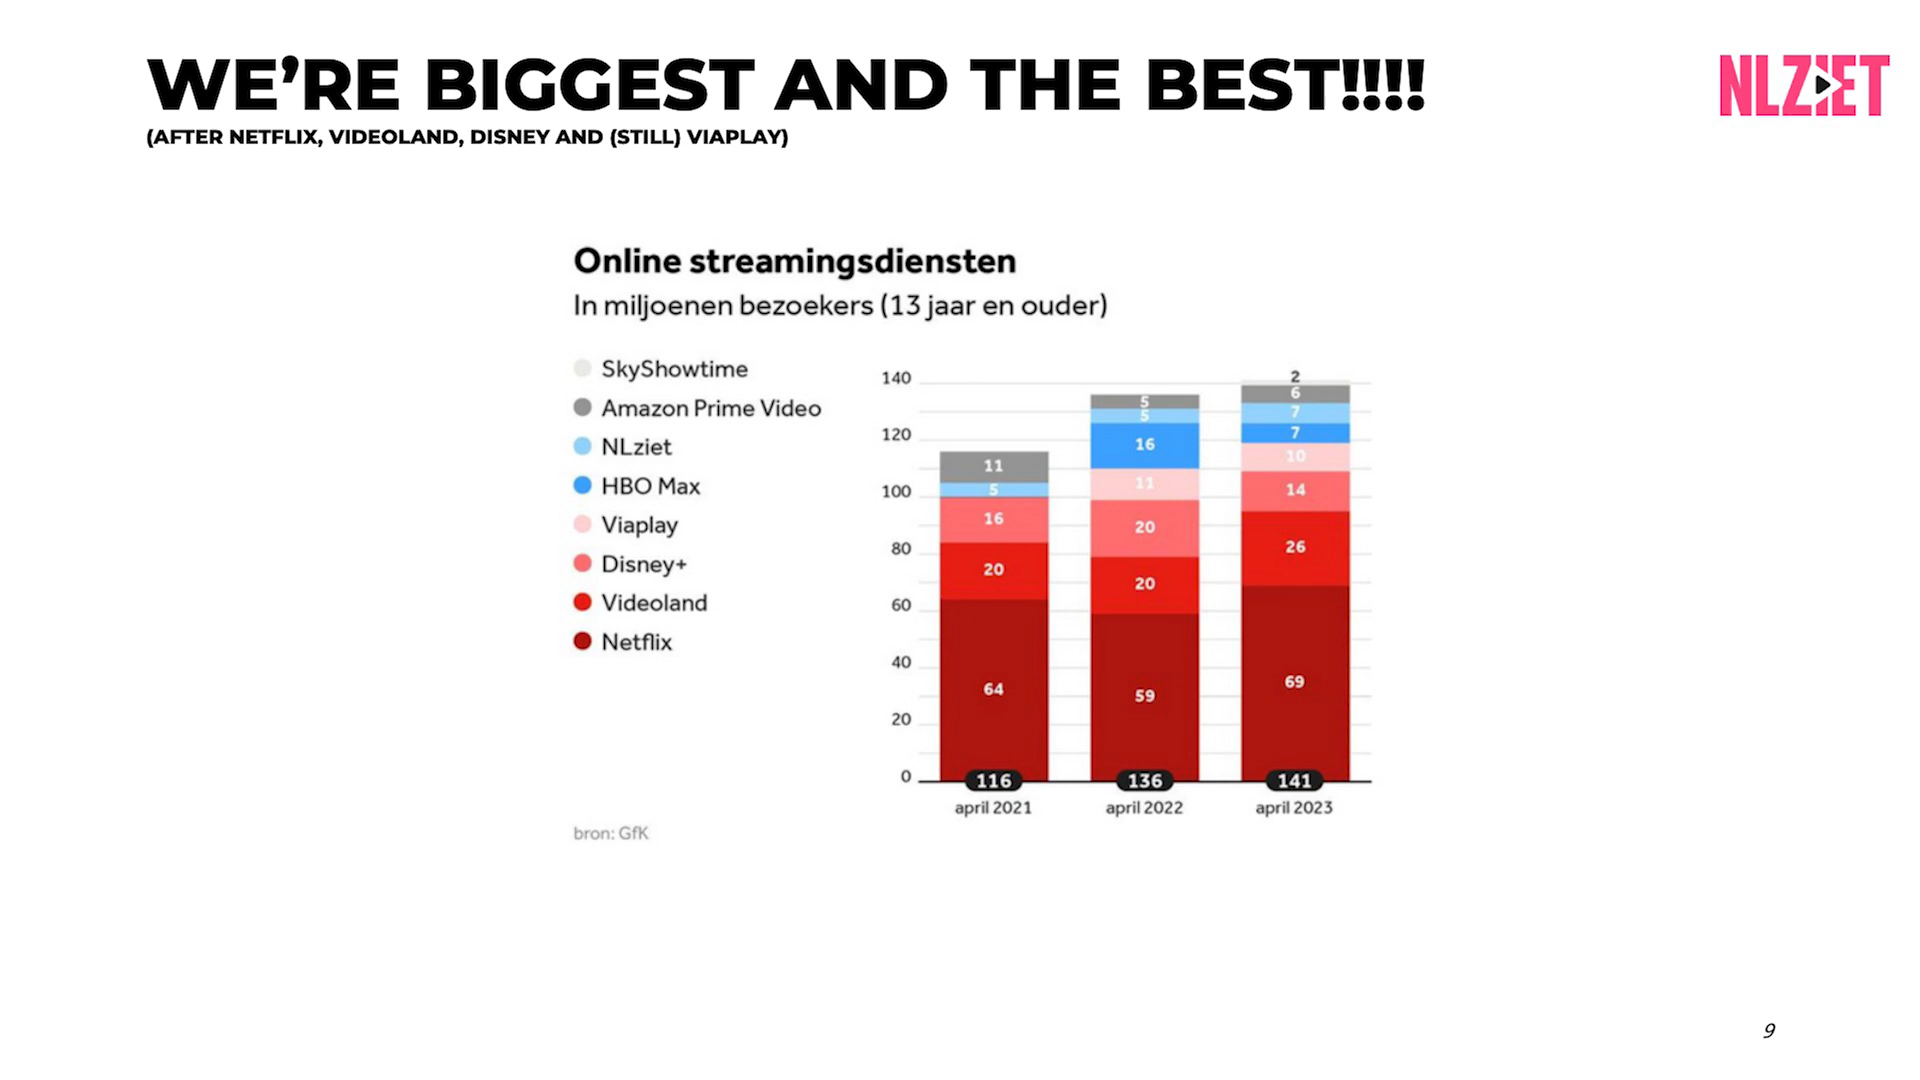 WE'RE BIGGEST AND THE BEST!!!!
(AFTER NETFLIX, VIDEOLAND, DISNEY AND (STILL) VIAPLAY)
NLZIET
Online streamingsdiensten
In miljoenen bezoekers (13 jaar en ouder)
SkyShowtime
Amazon Prime Video
NLziet
HBO Max
Viaplay
Disney+
Videoland
Netflix
140
120
100
80
60
40
20
0
11
5
16
20
64
116
april 2021
5
5
16
11
20
20
59
136
april 2022
2
6
7
7
10
14
26
69
141
april 2023
bron: GfK
9